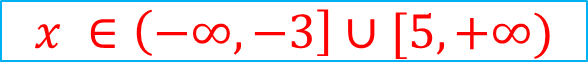 x ∈ (−∞, −3] ∪ [5, +∞)